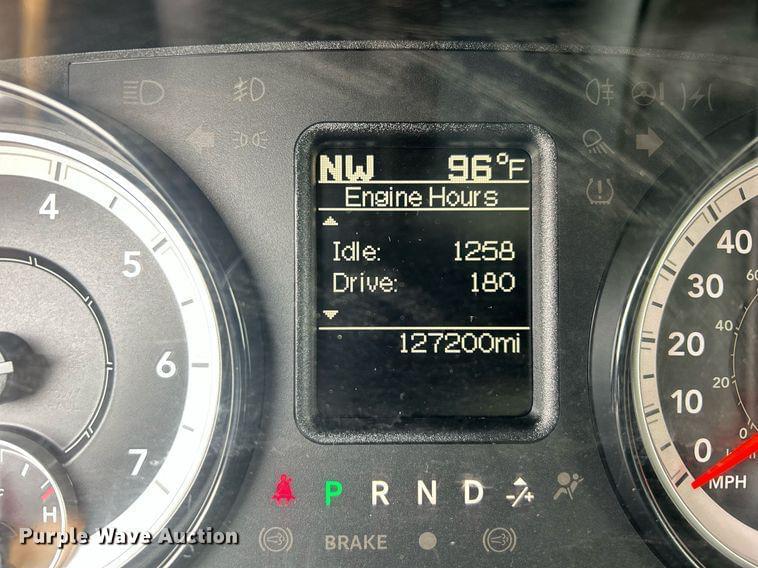 NW 96°F
Engine Hours
Idle: 1258
Drive: 180
127200mi
4
5
6
7
H
40
30
20
10
0
MPH
60
40
20
0
P R N D -/+
BRAKE
Purple Wave Auction